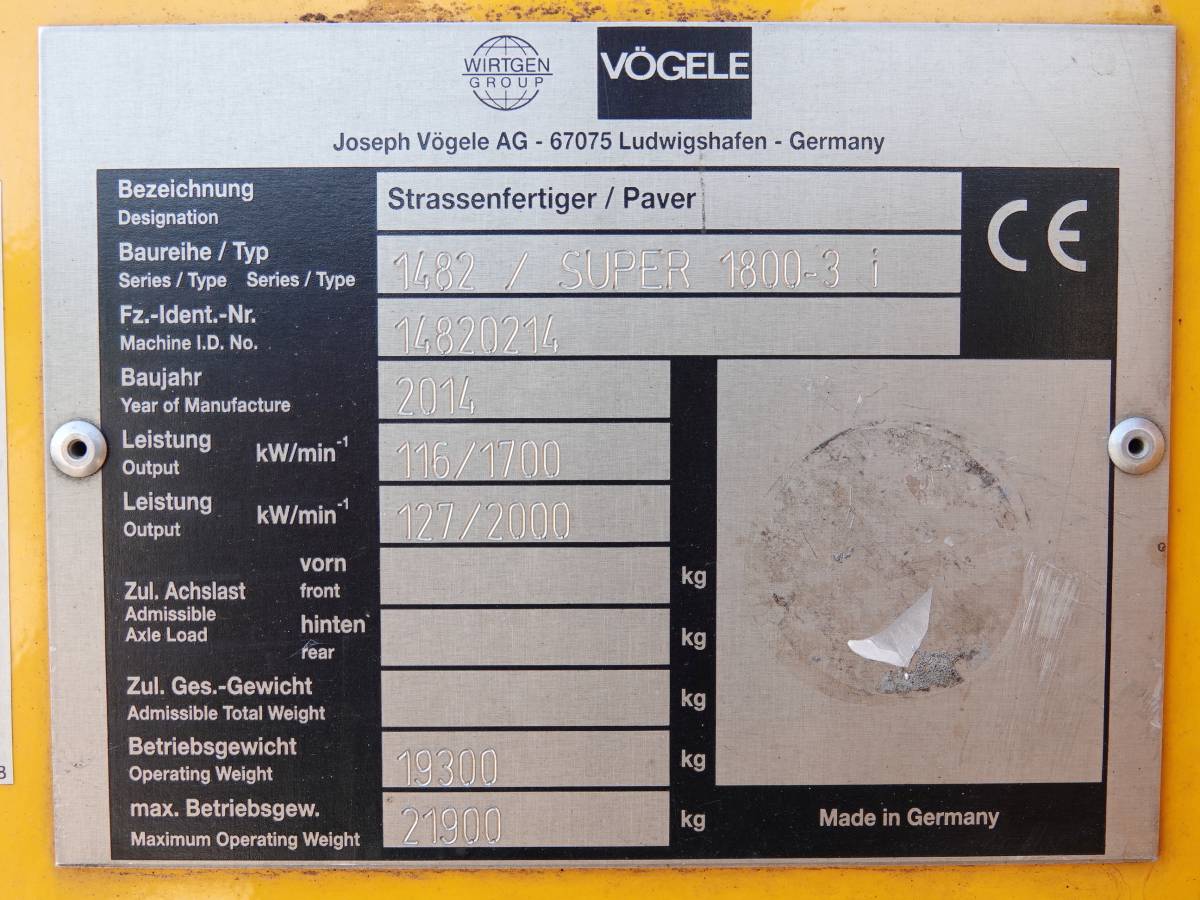 WIRTGEN
GROUP
VÖGELE
Joseph Vögele AG - 67075 Ludwigshafen - Germany
Bezeichnung
Designation
Strassenfertiger / Paver
CE
Baureihe / Typ
Series / Type Series / Type
1482 / SUPER 1800-3 i
Fz.-Ident.-Nr.
Machine I.D. No.
14820214
Baujahr
Year of Manufacture
2014
Leistung
Output
kW/min⁻¹
116/1700
Leistung
Output
kW/min⁻¹
127/2000
Zul. Achslast
Admissible
Axle Load
vorn
front
kg
hinten
rear
kg
Zul. Ges.-Gewicht
Admissible Total Weight
kg
Betriebsgewicht
Operating Weight
19300
kg
max. Betriebsgew.
Maximum Operating Weight
21900
kg
Made in Germany